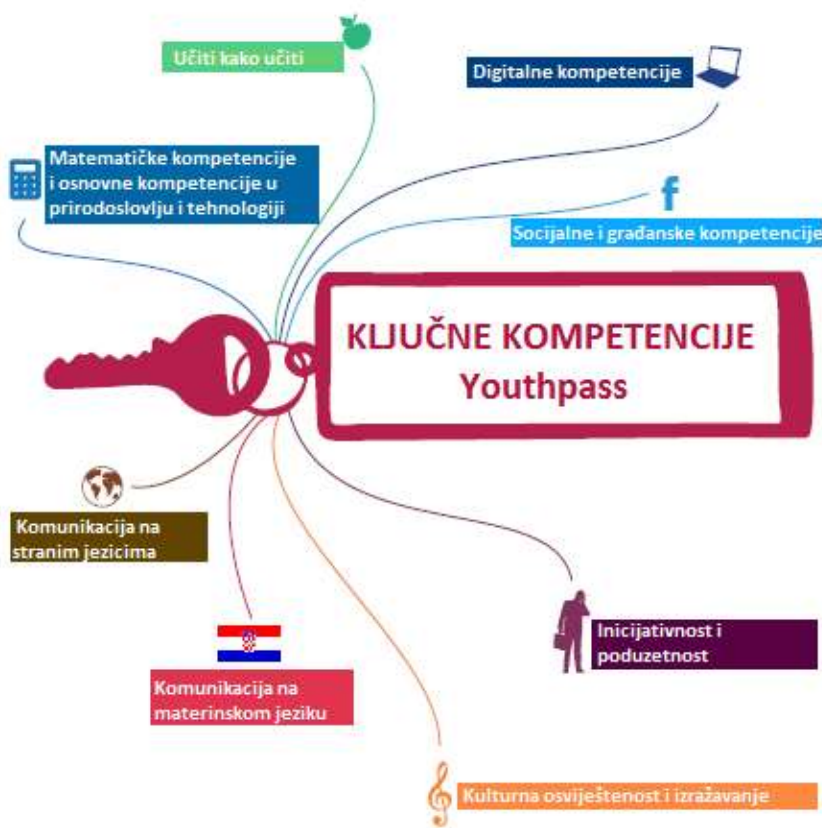 Učiti kako učiti
Digitalne kompetencije
Matematičke kompetencije
i osnovne kompetencije u
prirodoslovlju i tehnologiji
f
Socijalne i građanske kompetencije
KLJUČNE KOMPETENCIJE
Youthpass
Komunikacija na
stranim jezicima
Inicijativnost i
poduzetnost
Komunikacija na
materinskom jeziku
Kulturna osviještenost i izražavanje